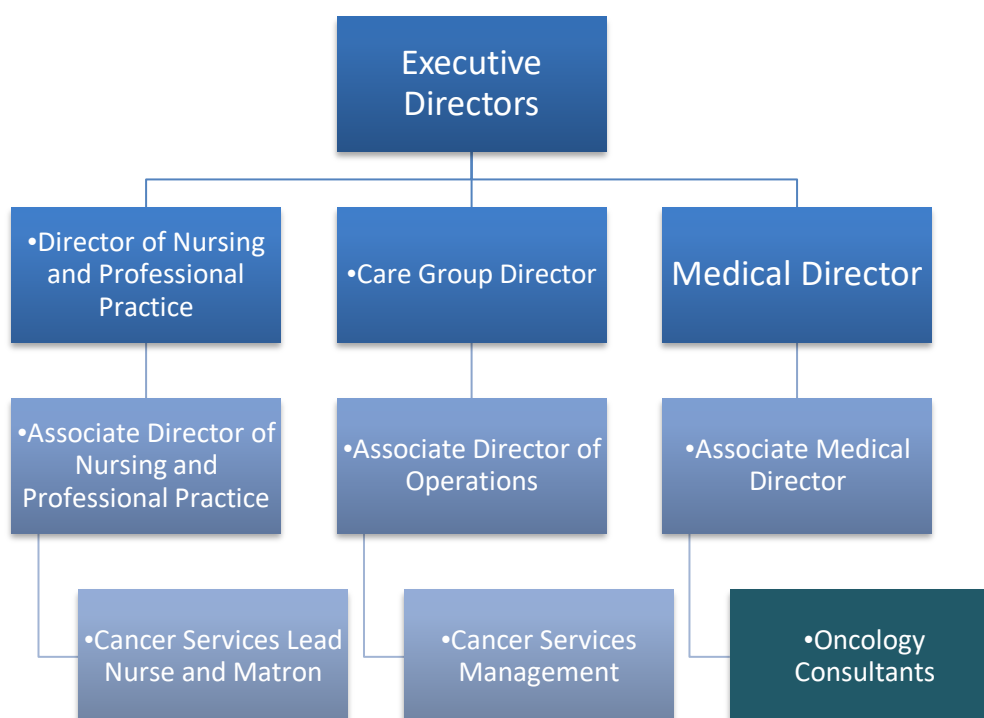 Executive
Directors
•Director of Nursing
and Professional
Practice
•Care Group Director
Medical Director
•Associate Director of
Nursing and
Professional Practice
•Associate Director of
Operations
•Associate Medical
Director
•Cancer Services Lead
Nurse and Matron
•Cancer Services
Management
•Oncology
Consultants